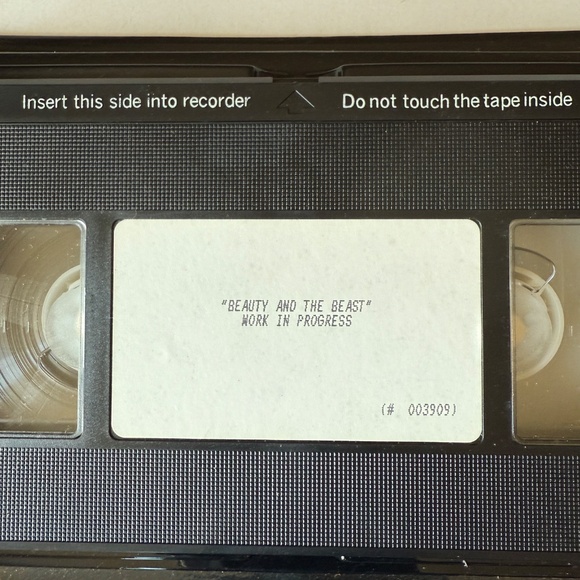 Insert this side into recorder
Do not touch the tape inside
"BEAUTY AND THE BEAST"
WORK IN PROGRESS
(# 003909)